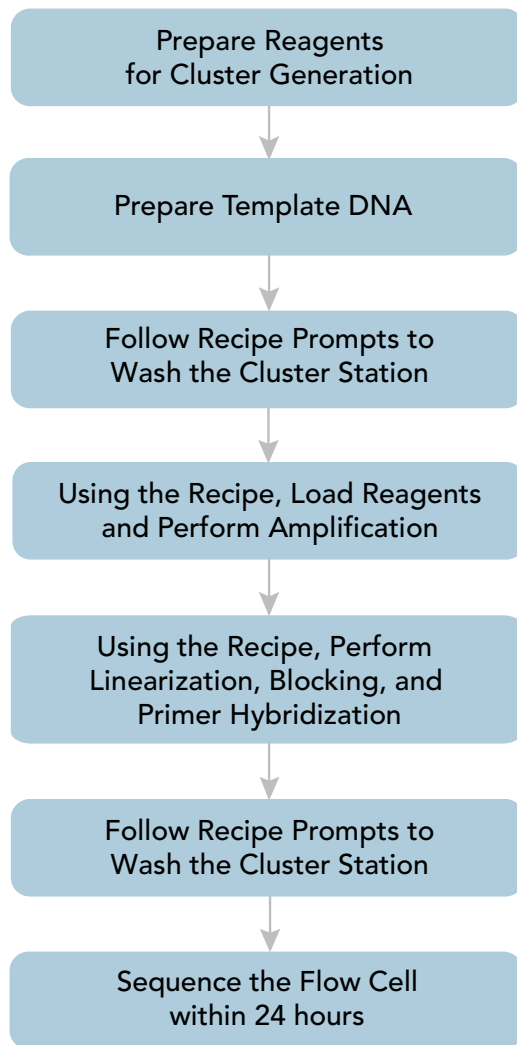 Prepare Reagents
for Cluster Generation
Prepare Template DNA
Follow Recipe Prompts to
Wash the Cluster Station
Using the Recipe, Load Reagents
and Perform Amplification
Using the Recipe, Perform
Linearization, Blocking, and
Primer Hybridization
Follow Recipe Prompts to
Wash the Cluster Station
Sequence the Flow Cell
within 24 hours